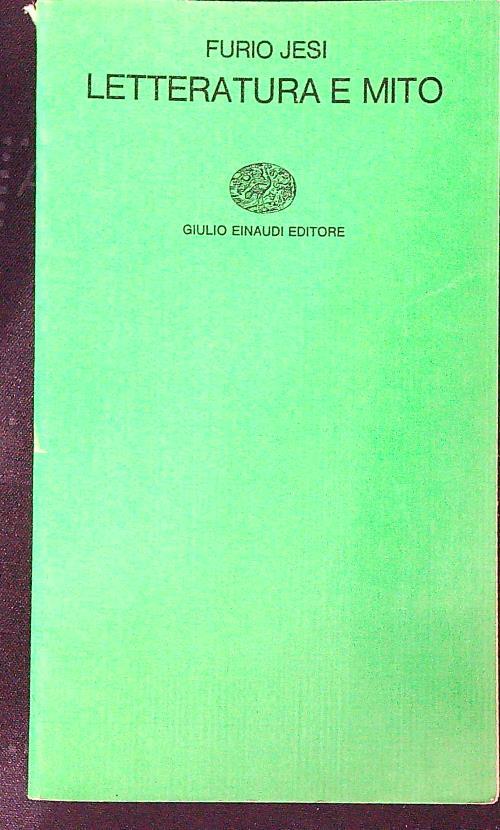 FURIO JESI
LETTERATURA E MITO
GIULIO EINAUDI EDITORE